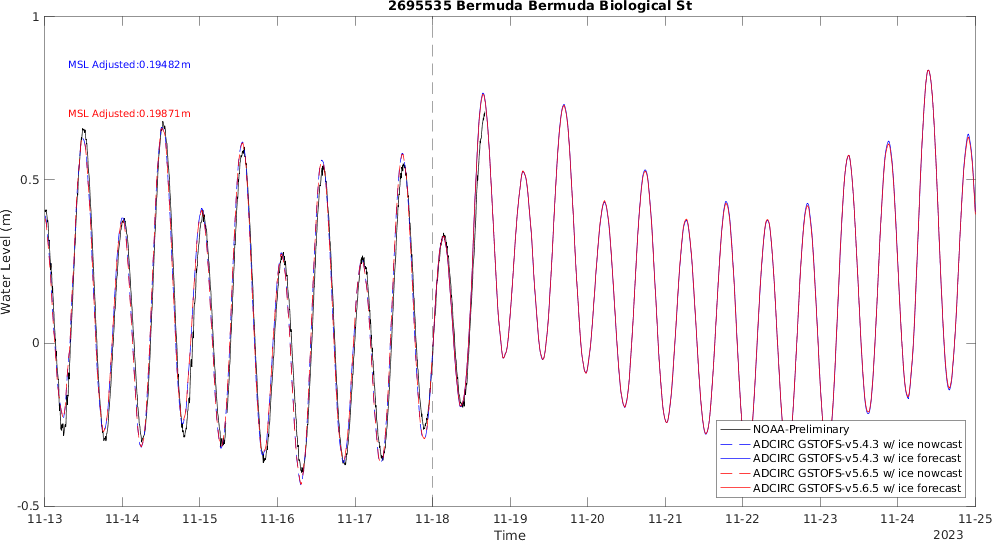 2695535 Bermuda Bermuda Biological St
1
MSL Adjusted:0.19482m
MSL Adjusted:0.19871m
0.5
Water Level (m)
0
NOAA-Preliminary
ADCIRC GSTOFS-v5.4.3 w/ ice nowcast
ADCIRC GSTOFS-v5.4.3 w/ ice forecast
ADCIRC GSTOFS-v5.6.5 w/ ice nowcast
ADCIRC GSTOFS-v5.6.5 w/ ice forecast
-0.5
11-13 11-14 11-15 11-16 11-17 11-18 11-19 11-20 11-21 11-22 11-23 11-24 11-25
Time
2023